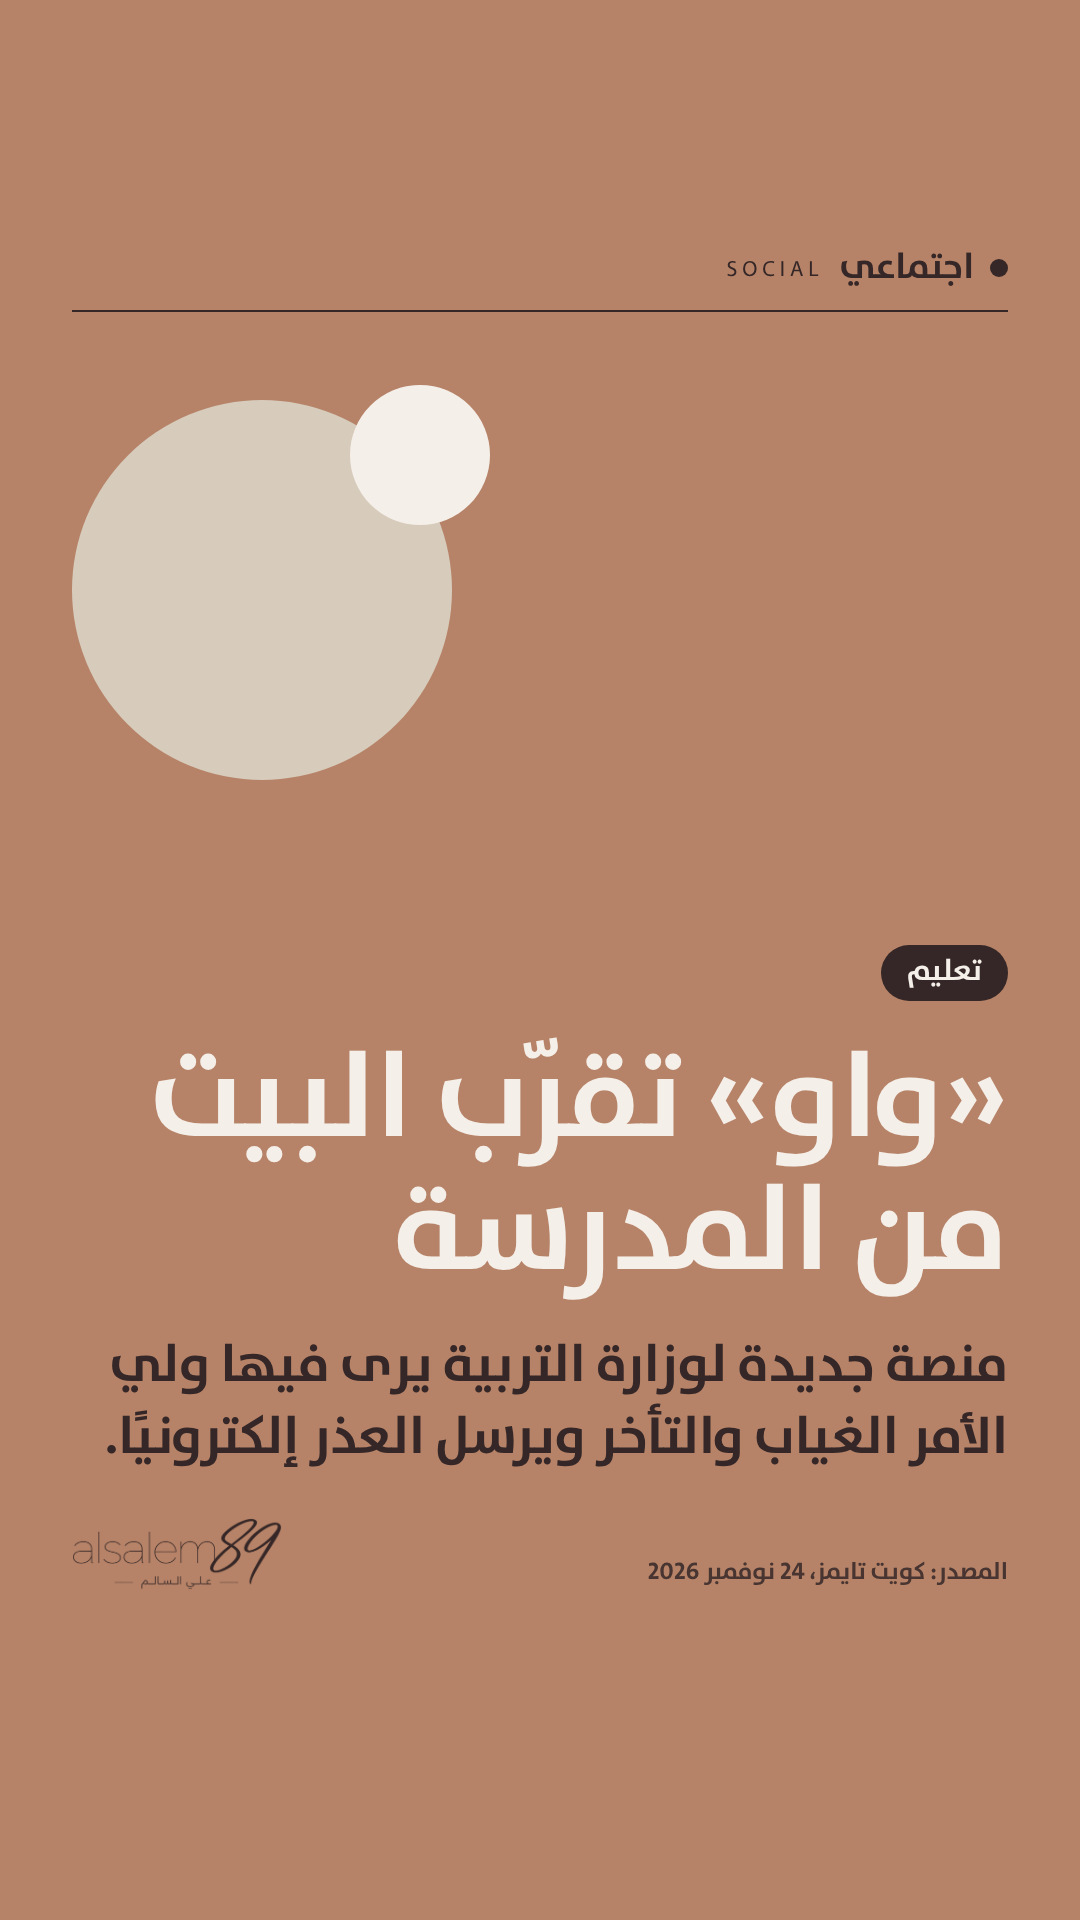 اجتماعي SOCIAL
تعليم
«واو» تقرّب البيت
من المدرسة
منصة جديدة لوزارة التربية يرى فيها ولي
الأمر الغياب والتأخر ويرسل العذر إلكترونيًا.
المصدر: كويت تايمز، 24 نوفمبر 2026
alsalem89
علي السالم